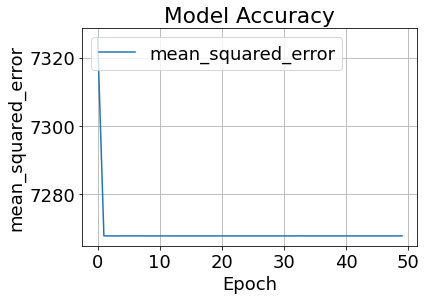 Model Accuracy
mean_squared_error
mean_squared_error
7320
7300
7280
0 10 20 30 40 50
Epoch